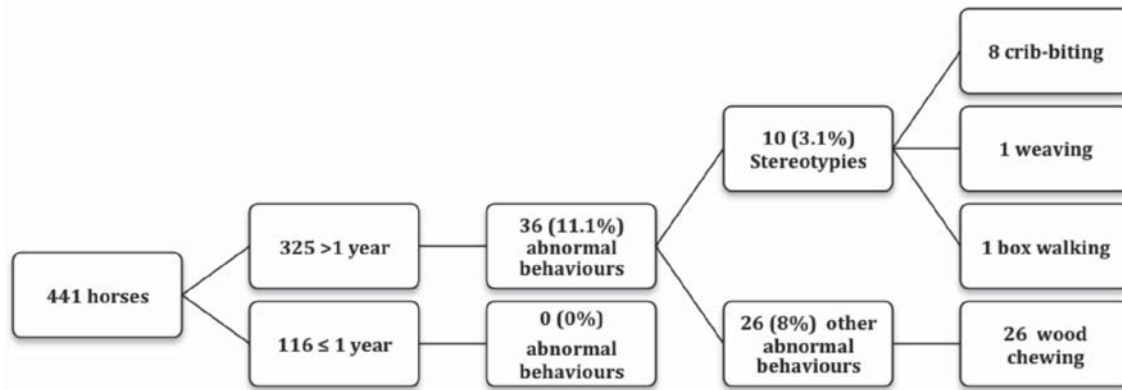 441 horses
325 >1 year
116 ≤ 1 year
36 (11.1%)
abnormal
behaviours
0 (0%)
abnormal
behaviours
10 (3.1%)
Stereotypies
26 (8%) other
abnormal
behaviours
8 crib-biting
1 weaving
1 box walking
26 wood
chewing